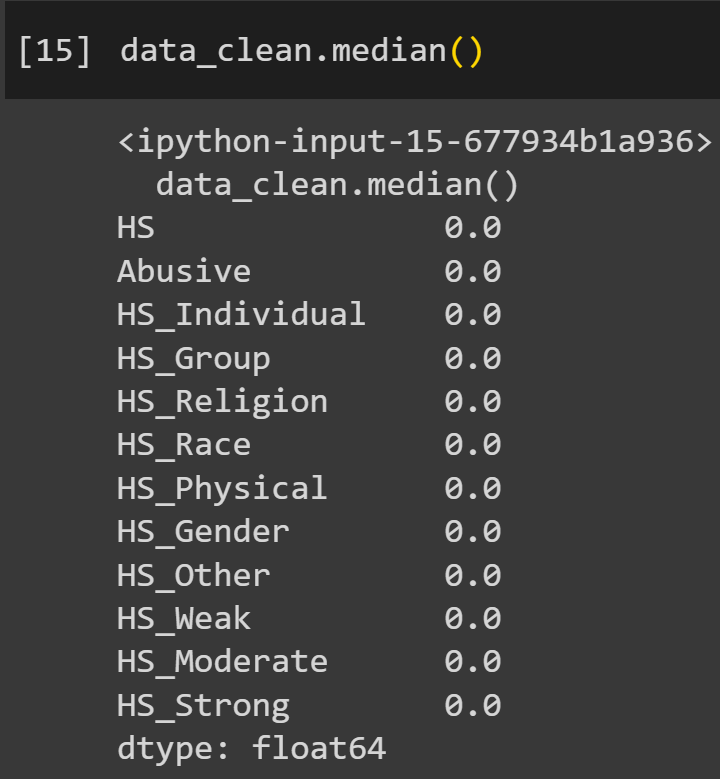 [15] data_clean.median()
<ipython-input-15-677934b1a936>
data_clean.median()
HS 0.0
Abusive 0.0
HS_Individual 0.0
HS_Group 0.0
HS_Religion 0.0
HS_Race 0.0
HS_Physical 0.0
HS_Gender 0.0
HS_Other 0.0
HS_Weak 0.0
HS_Moderate 0.0
HS_Strong 0.0
dtype: float64